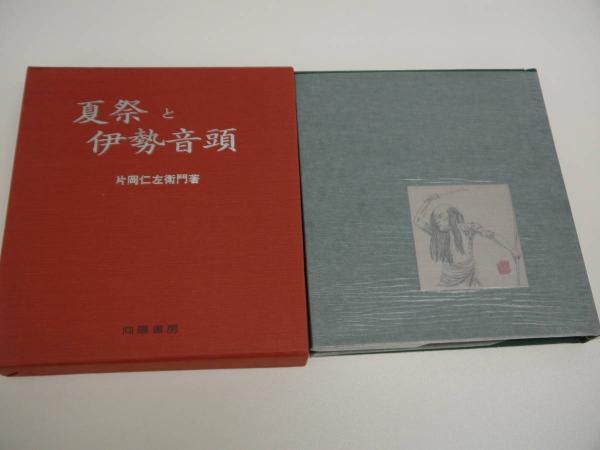 夏祭と
伊勢音頭
片岡仁左衛門著
向陽書房